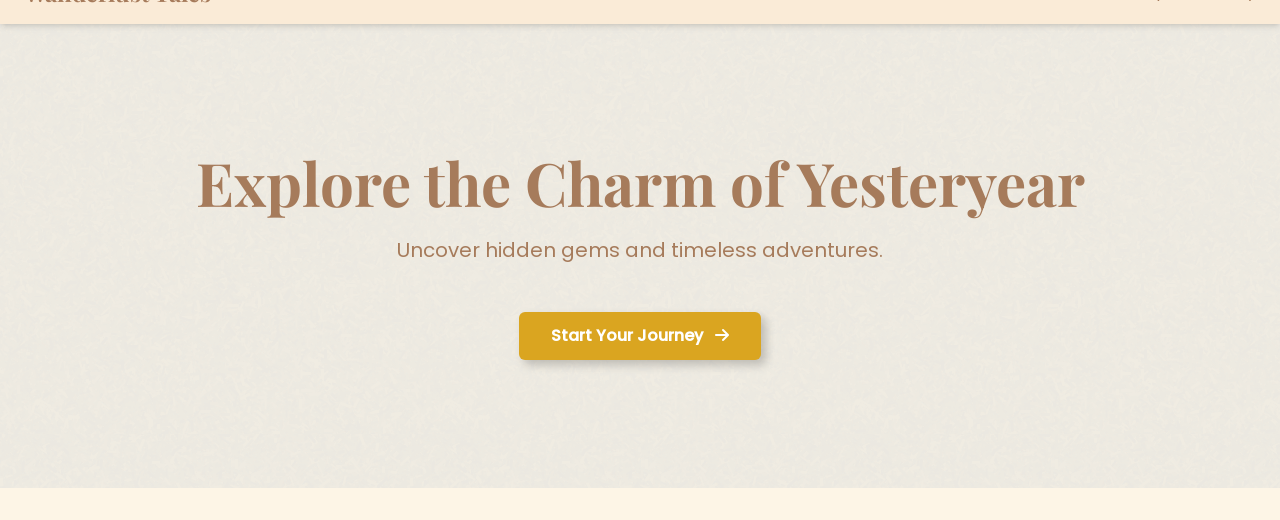 Wanderlust Tales
Explore the Charm of Yesteryear
Uncover hidden gems and timeless adventures.
Start Your Journey